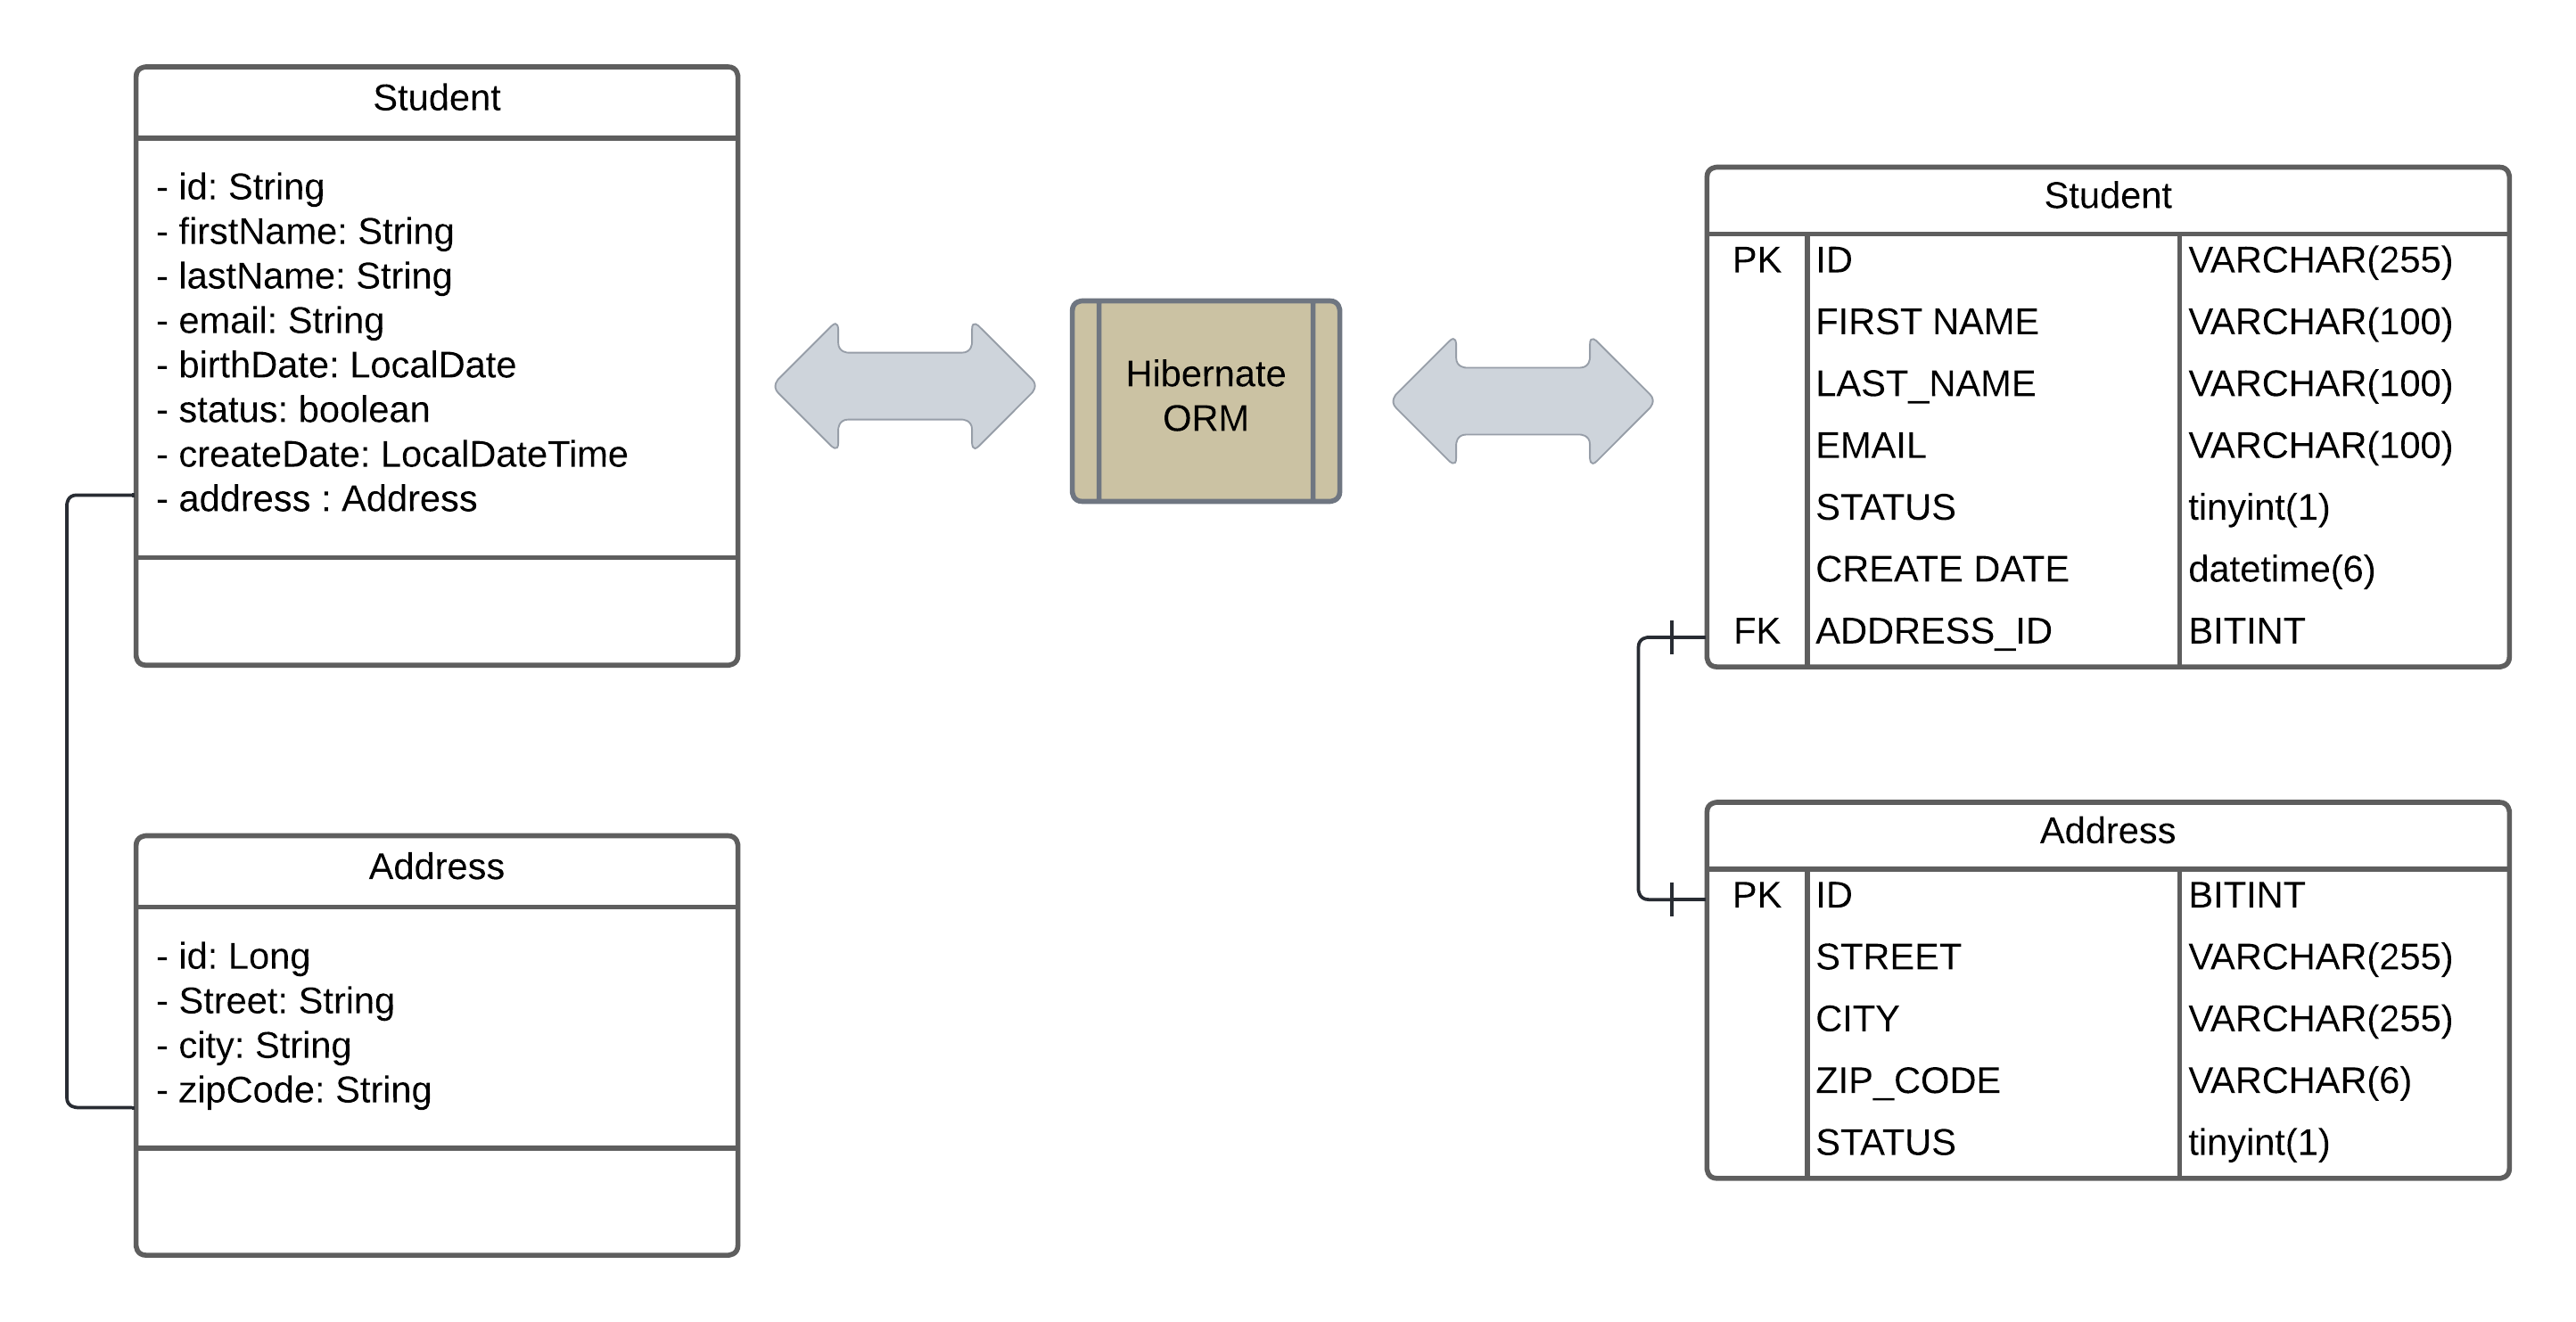 Student
- id: String
- firstName: String
- lastName: String
- email: String
- birthDate: LocalDate
- status: boolean
- createDate: LocalDateTime
- address : Address
Address
- id: Long
- Street: String
- city: String
- zipCode: String
Hibernate
ORM
Student
PK ID VARCHAR(255)
FIRST NAME VARCHAR(100)
LAST_NAME VARCHAR(100)
EMAIL VARCHAR(100)
STATUS tinyint(1)
CREATE DATE datetime(6)
FK ADDRESS_ID BITINT
Address
PK ID BITINT
STREET VARCHAR(255)
CITY VARCHAR(255)
ZIP_CODE VARCHAR(6)
STATUS tinyint(1)